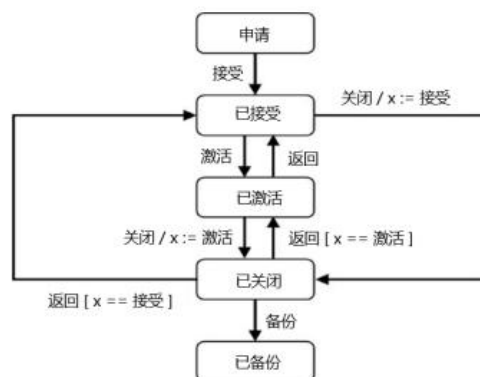 申请
接受
已接受
关闭 / x := 接受
激活
返回
已激活
关闭 / x := 激活
返回 [ x == 激活 ]
已关闭
返回 [ x == 接受 ]
备份
已备份